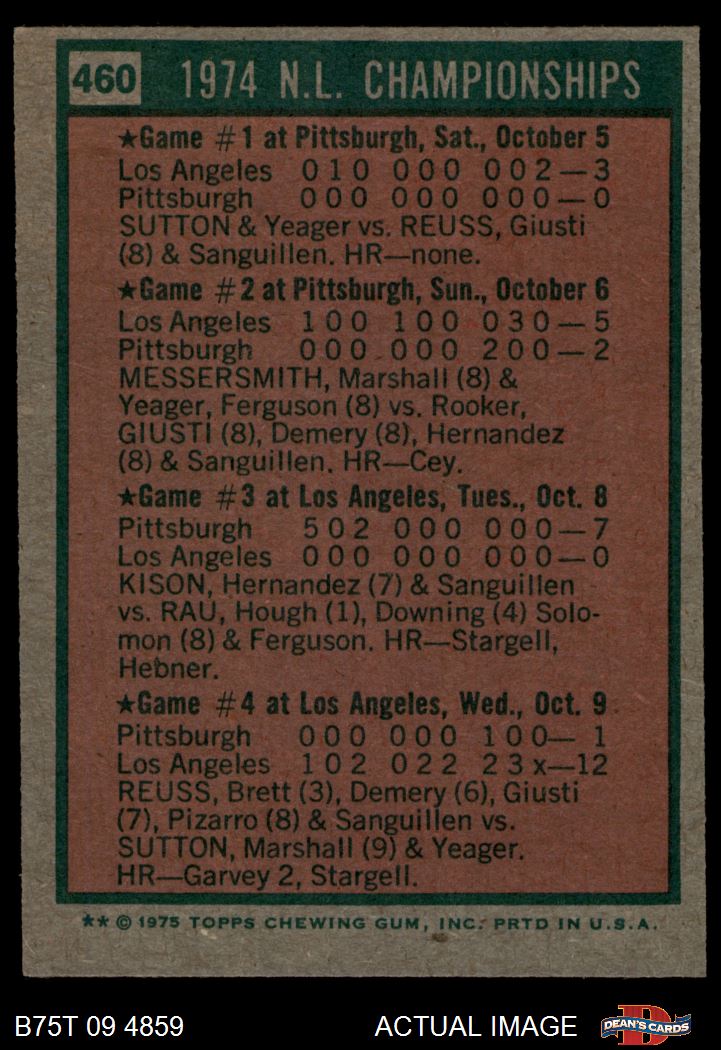 460 1974 N.L. CHAMPIONSHIPS
★Game #1 at Pittsburgh, Sat., October 5
Los Angeles 010 000 002—3
Pittsburgh 000 000 000—0
SUTTON & Yeager vs. REUSS, Giusti
(8) & Sanguillen. HR—none.
★Game #2 at Pittsburgh, Sun., October 6
Los Angeles 100 100 030—5
Pittsburgh 000 000 200—2
MESSERSMITH, Marshall (8) &
Yeager, Ferguson (8) vs. Rooker,
GIUSTI (8), Demery (8), Hernandez
(8) & Sanguillen. HR—Cey.
★Game #3 at Los Angeles, Tues., Oct. 8
Pittsburgh 502 000 000—7
Los Angeles 000 000 000—0
KISON, Hernandez (7) & Sanguillen
vs. RAU, Hough (1), Downing (4) Solo-
mon (8) & Ferguson. HR—Stargell,
Hebner.
★Game #4 at Los Angeles, Wed., Oct. 9
Pittsburgh 000 000 100— 1
Los Angeles 102 022 23x—12
REUSS, Brett (3), Demery (6), Giusti
(7), Pizarro (8) & Sanguillen vs.
SUTTON, Marshall (9) & Yeager.
HR—Garvey 2, Stargell.
** © 1975 TOPPS CHEWING GUM, INC. PRTD IN U.S.A.
B75T 09 4859 ACTUAL IMAGE DEAN'S CARDS